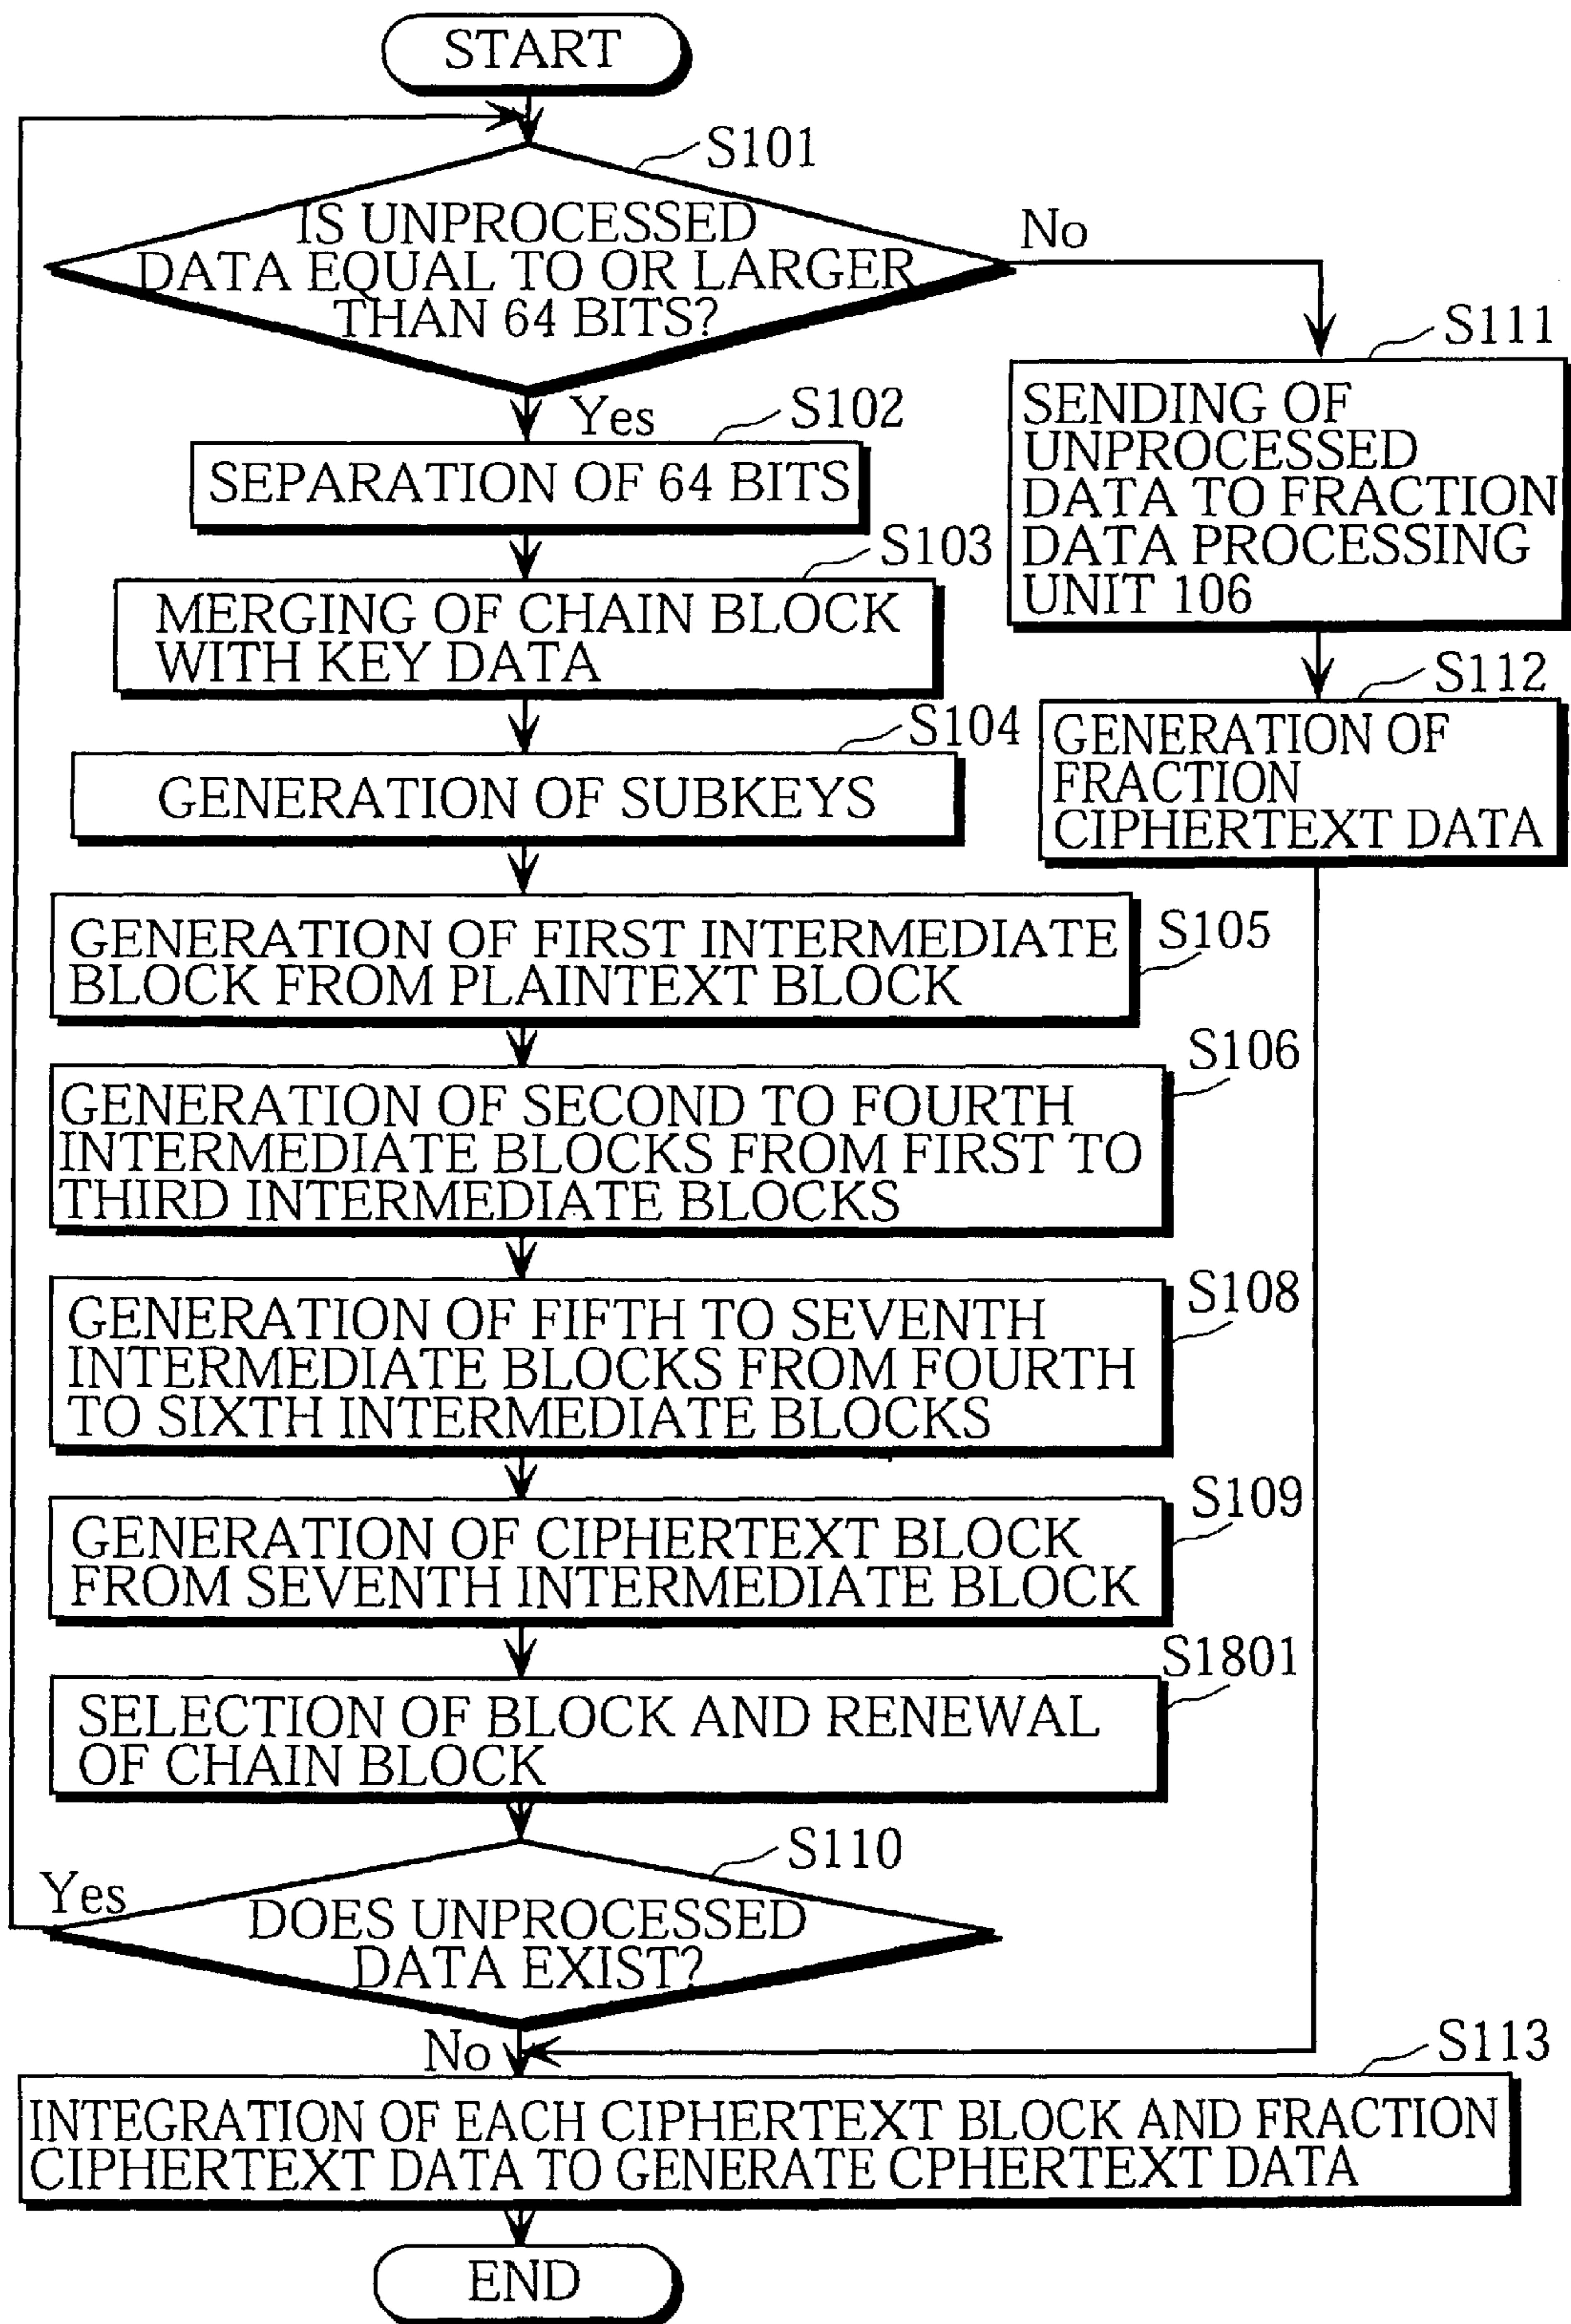 START
S101
IS UNPROCESSED
DATA EQUAL TO OR LARGER
THAN 64 BITS?
No
Yes
S102
SEPARATION OF 64 BITS
S103
MERGING OF CHAIN BLOCK
WITH KEY DATA
S104
GENERATION OF SUBKEYS
S111
SENDING OF
UNPROCESSED
DATA TO FRACTION
DATA PROCESSING
UNIT 106
S112
GENERATION OF
FRACTION
CIPHERTEXT DATA
GENERATION OF FIRST INTERMEDIATE
BLOCK FROM PLAINTEXT BLOCK
S105
S106
GENERATION OF SECOND TO FOURTH
INTERMEDIATE BLOCKS FROM FIRST TO
THIRD INTERMEDIATE BLOCKS
S108
GENERATION OF FIFTH TO SEVENTH
INTERMEDIATE BLOCKS FROM FOURTH
TO SIXTH INTERMEDIATE BLOCKS
S109
GENERATION OF CIPHERTEXT BLOCK
FROM SEVENTH INTERMEDIATE BLOCK
S1801
SELECTION OF BLOCK AND RENEWAL
OF CHAIN BLOCK
S110
Yes
DOES UNPROCESSED
DATA EXIST?
No
S113
INTEGRATION OF EACH CIPHERTEXT BLOCK AND FRACTION
CIPHERTEXT DATA TO GENERATE CPHERTEXT DATA
END